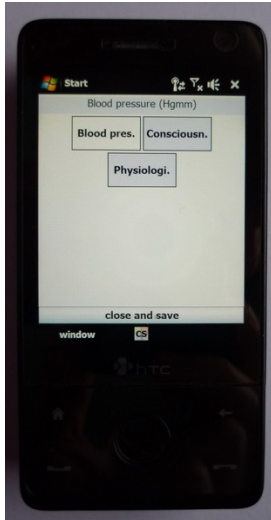 Start
Blood pressure (Hgmm)
Blood pres. Consciousn.
Physiologi.
close and save
window CS
hTC